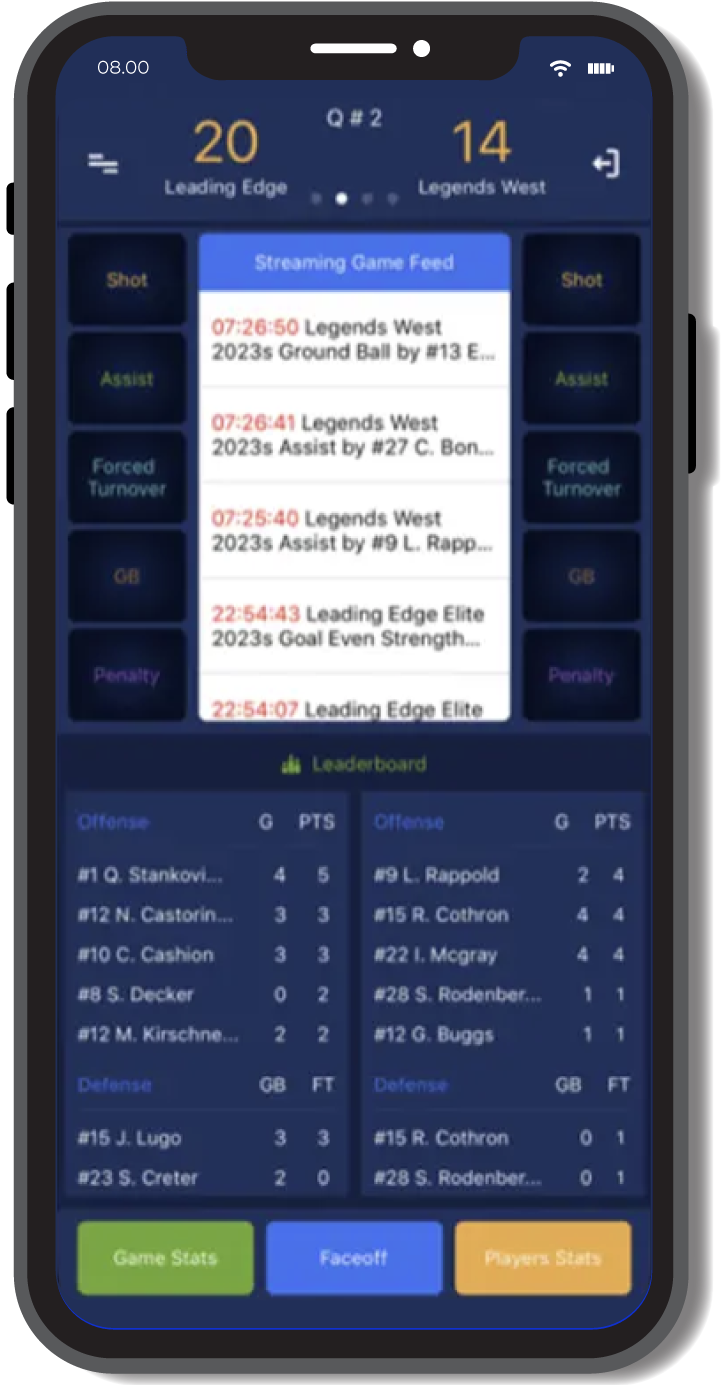 08.00
Q # 2
20 14
Leading Edge Legends West
Shot
Assist
Forced
Turnover
GB
Penalty
Streaming Game Feed
07:26:50 Legends West
2023s Ground Ball by #13 E...
07:26:41 Legends West
2023s Assist by #27 C. Bon...
07:25:40 Legends West
2023s Assist by #9 L. Rapp...
22:54:43 Leading Edge Elite
2023s Goal Even Strength...
22:54:07 Leading Edge Elite
Shot
Assist
Forced
Turnover
GB
Penalty
Leaderboard
Offense G PTS
#1 Q. Stankovi... 4 5
#12 N. Castorin... 3 3
#10 C. Cashion 3 3
#8 S. Decker 0 2
#12 M. Kirschne... 2 2
Defense GB FT
#15 J. Lugo 3 3
#23 S. Creter 2 0
Offense G PTS
#9 L. Rappold 2 4
#15 R. Cothron 4 4
#22 I. Mcgray 4 4
#28 S. Rodenber... 1 1
#12 G. Buggs 1 1
Defense GB FT
#15 R. Cothron 0 1
#28 S. Rodenber... 0 1
Game Stats Faceoff Players Stats